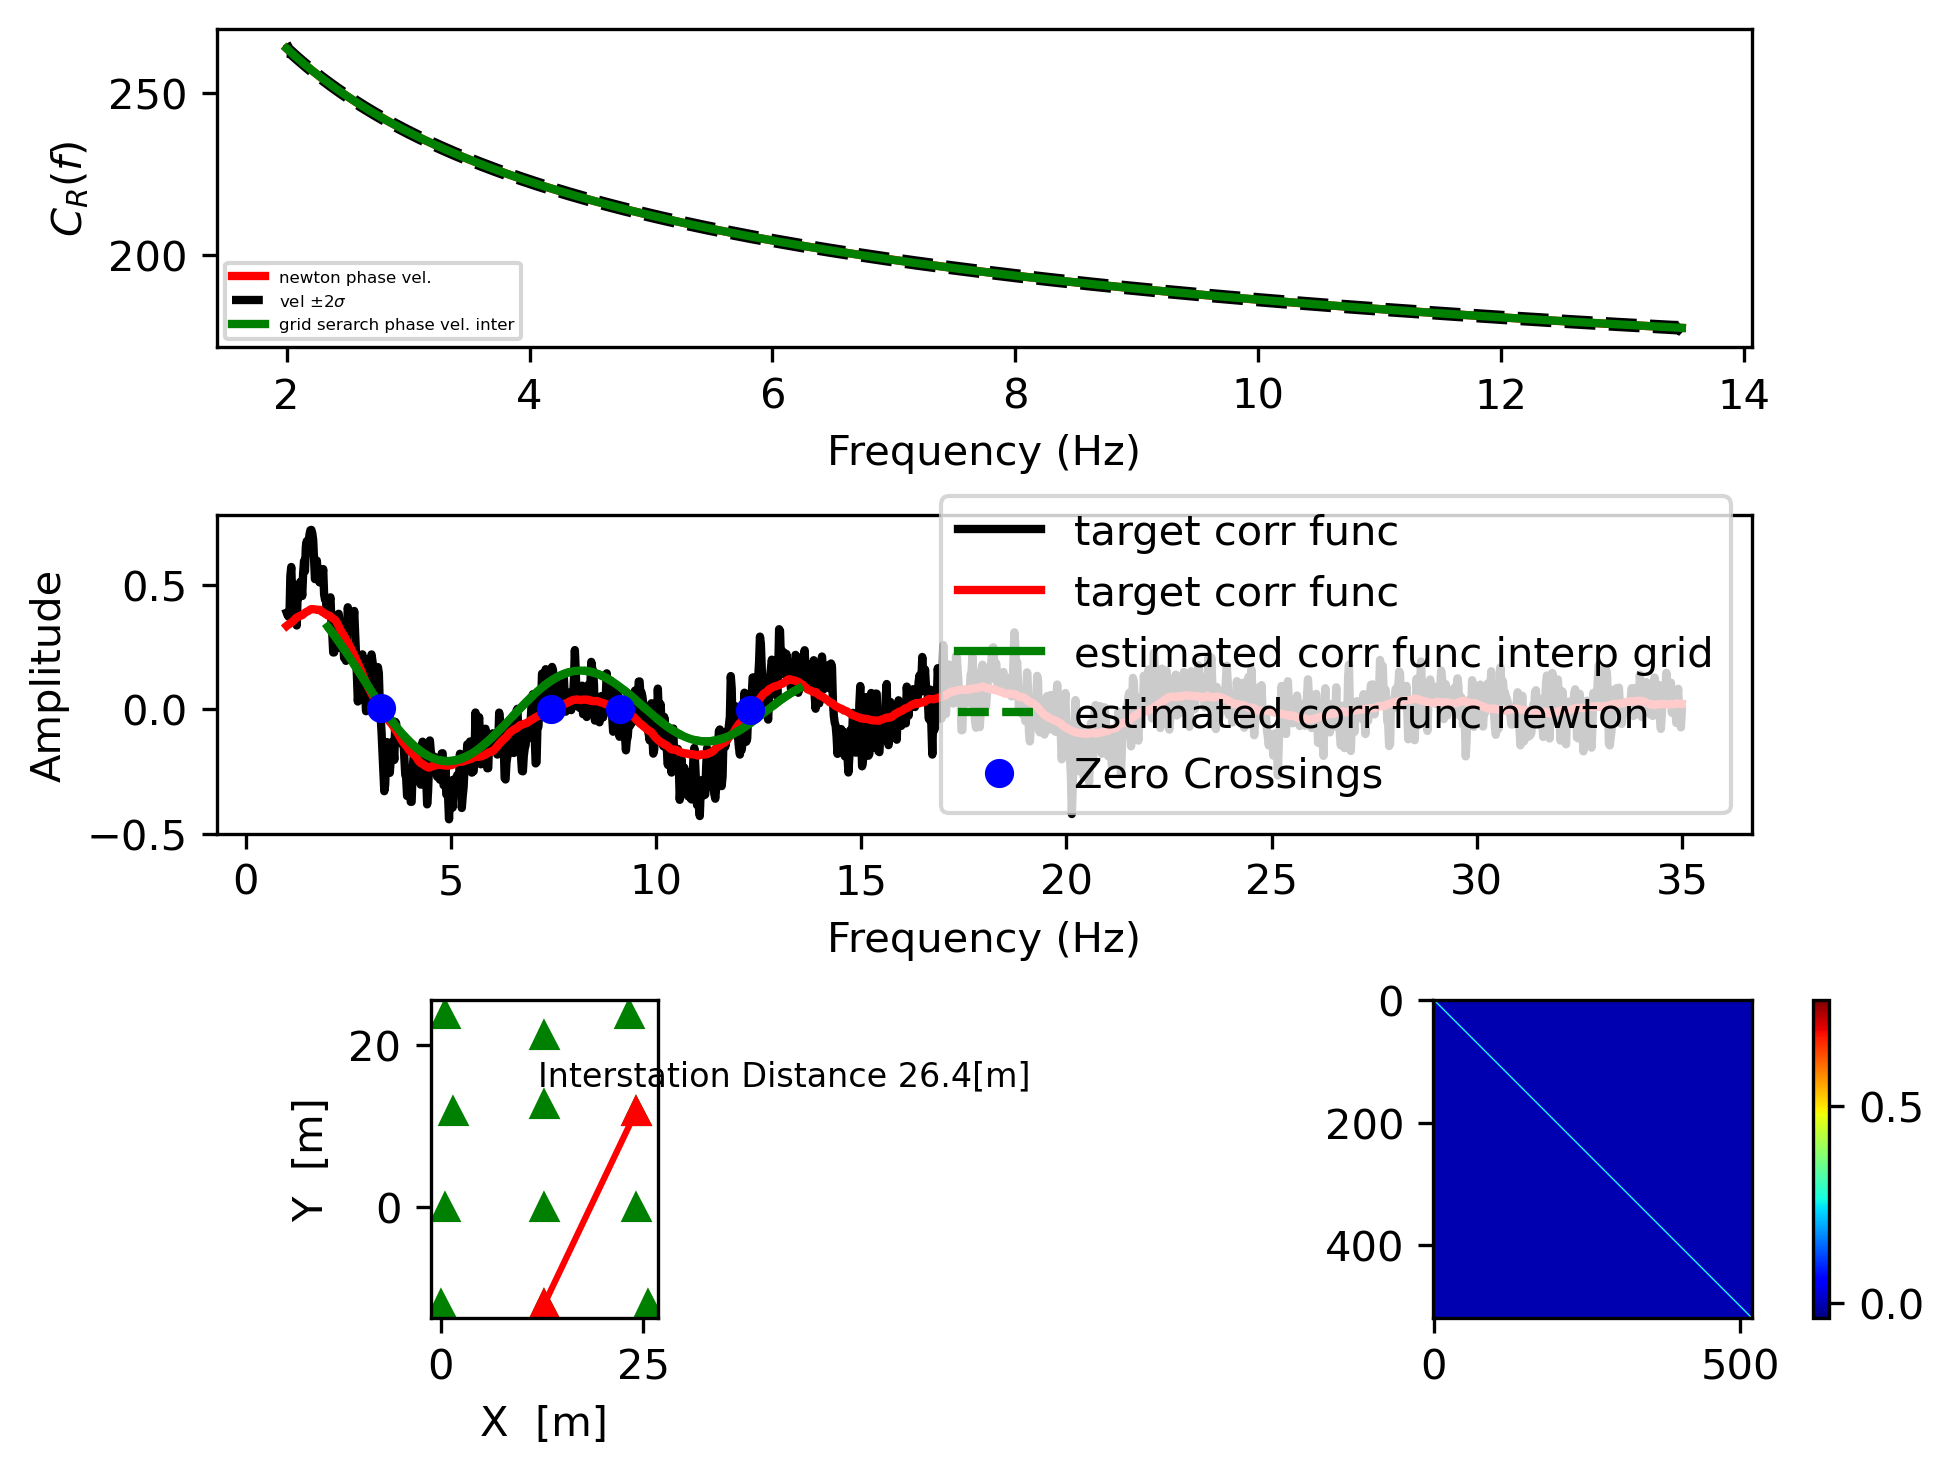 250
200
C_R(f)
newton phase vel.
vel ±2σ
grid serarch phase vel. inter
2 4 6 8 10 12 14
Frequency (Hz)
0.5
0.0
−0.5
Amplitude
target corr func
target corr func
estimated corr func interp grid
estimated corr func newton
Zero Crossings
0 5 10 15 20 25 30 35
Frequency (Hz)
20
0
Y [m]
Interstation Distance 26.4[m]
0 25
X [m]
0
200
400
0 500
0.5
0.0